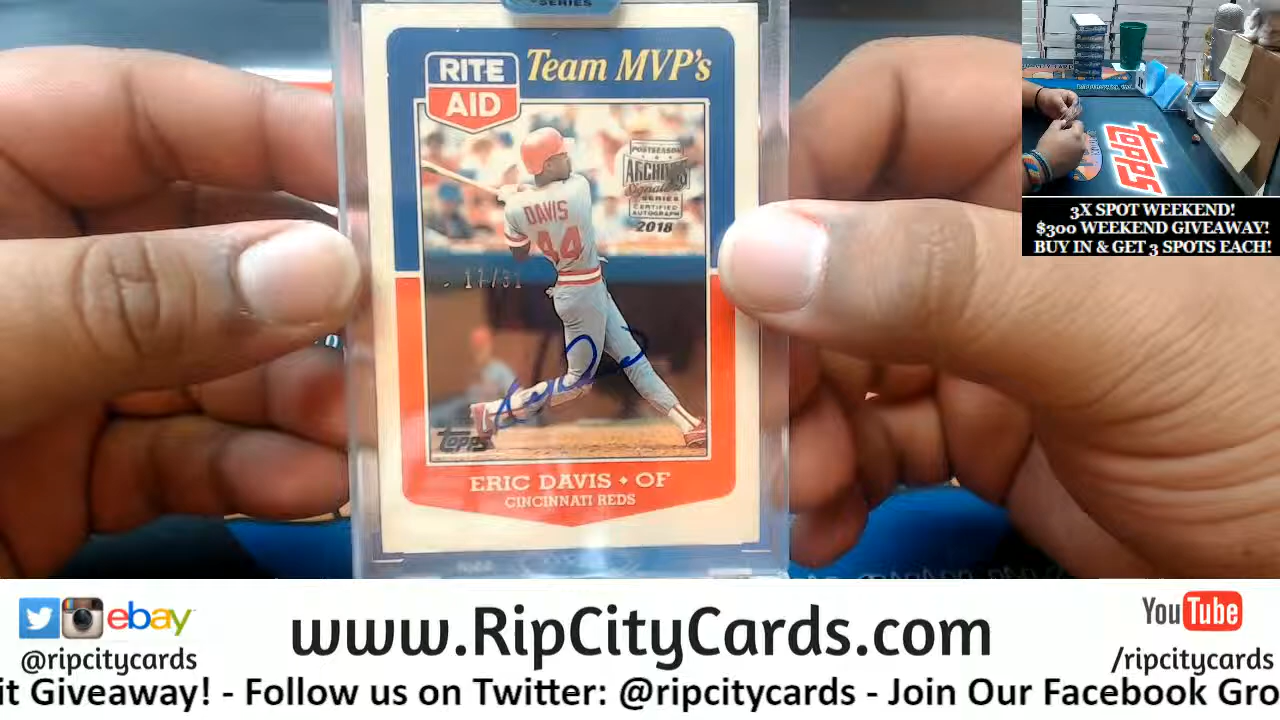 SERIES
RITE AID
Team MVP's
POSTSEASON
ARCHIVES
Signature
SERIES
CERTIFIED
AUTOGRAPH
2018
DAVIS
44
17/31
Topps
ERIC DAVIS • OF
CINCINNATI REDS
Topps
3X SPOT WEEKEND!
$300 WEEKEND GIVEAWAY!
BUY IN & GET 3 SPOTS EACH!
ebay
@ripcitycards
www.RipCityCards.com
YouTube
/ripcitycards
it Giveaway! - Follow us on Twitter: @ripcitycards - Join Our Facebook Gro